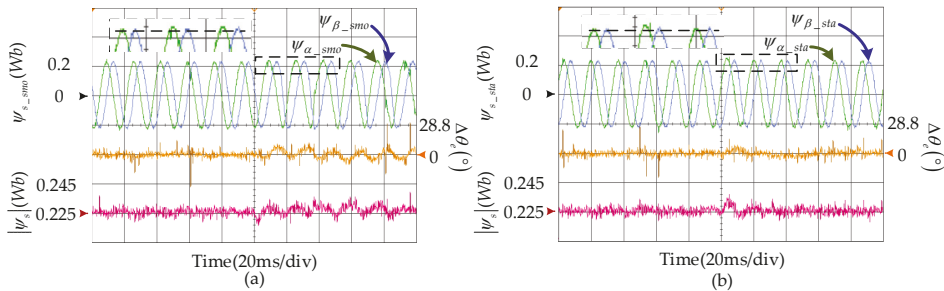 ψα_smo
ψβ_smo
ψs_smo(Wb)
0.2
0
28.8
0
Δθe(°)
|ψs|(Wb)
0.245
0.225
Time(20ms/div)
(a)
ψα_sta
ψβ_sta
ψs_sta(Wb)
0.2
0
28.8
0
Δθe(°)
|ψs|(Wb)
0.245
0.225
Time(20ms/div)
(b)